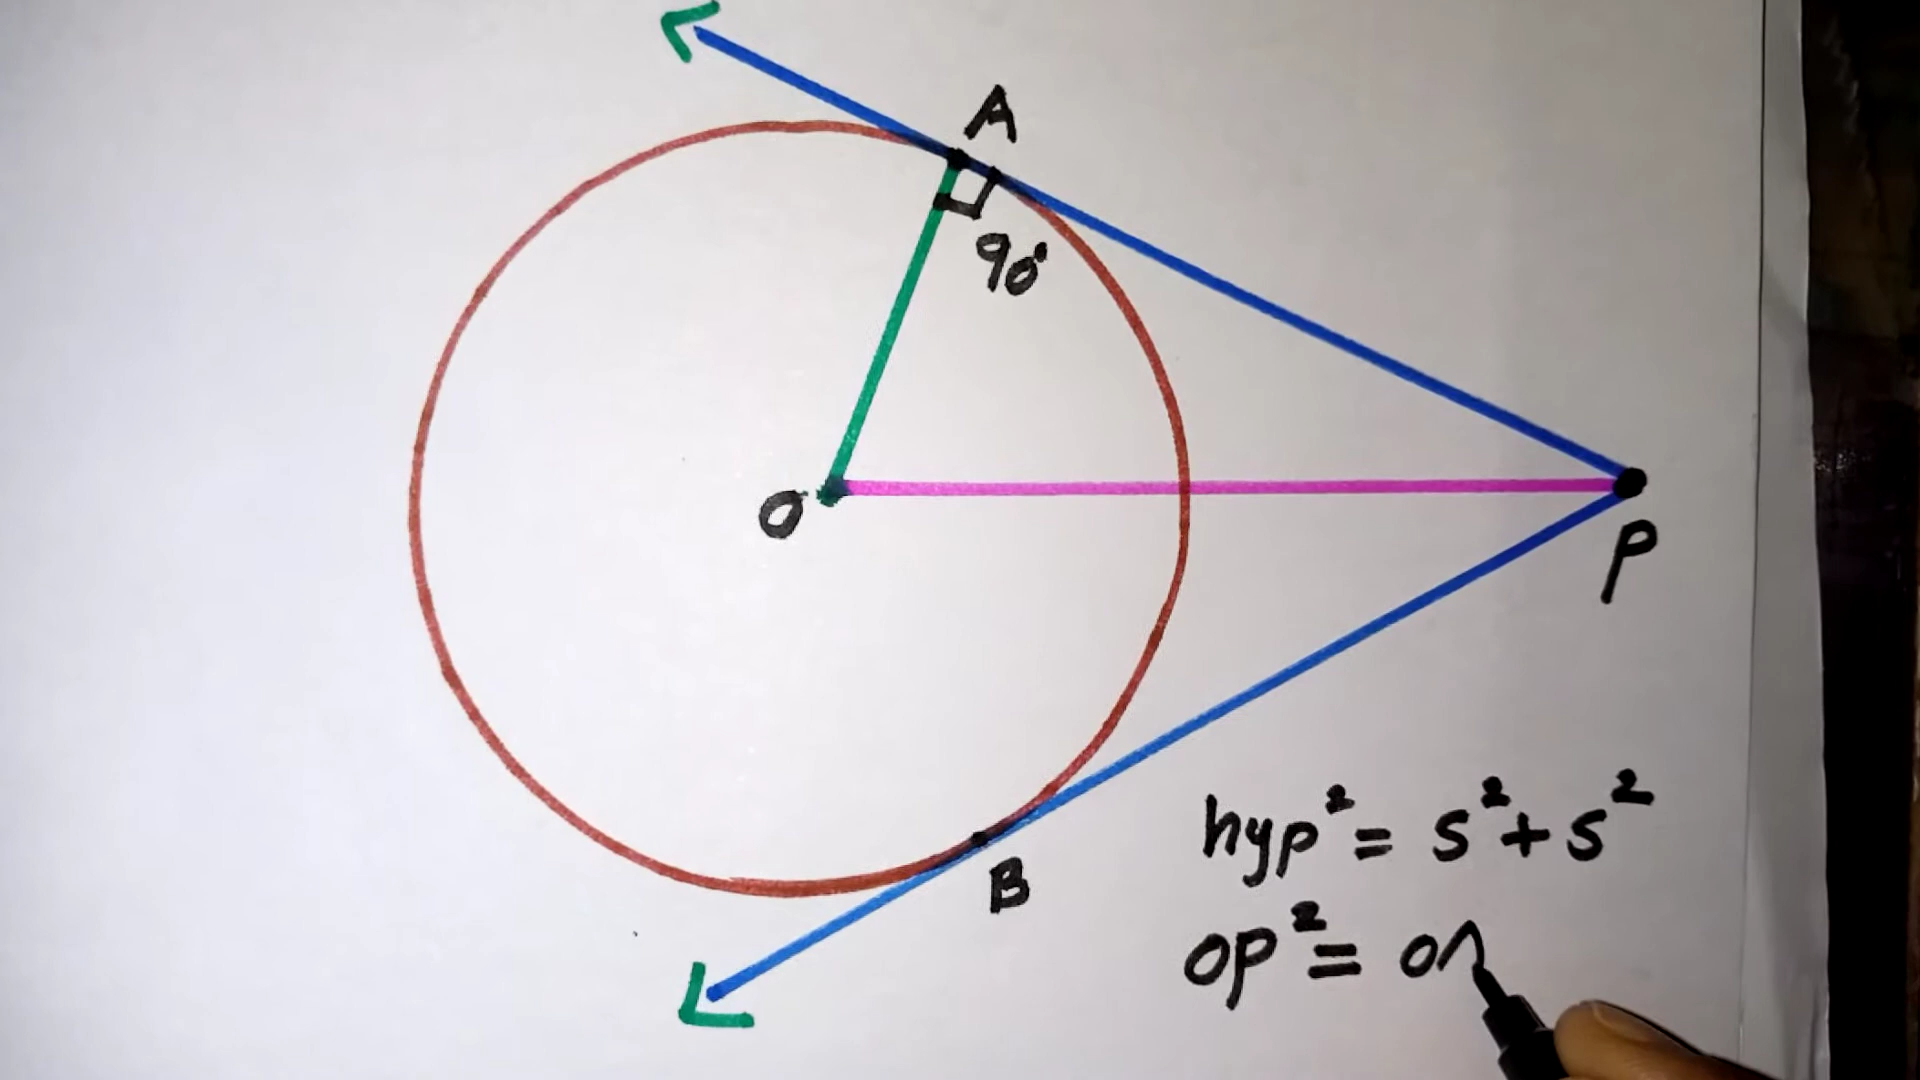 A
90°
O
P
B
hyp² = s² + s²
op² = o